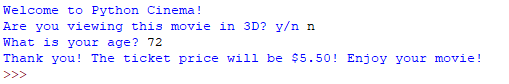 Welcome to Python Cinema!
Are you viewing this movie in 3D? y/n n
What is your age? 72
Thank you! The ticket price will be $5.50! Enjoy your movie!
>>>